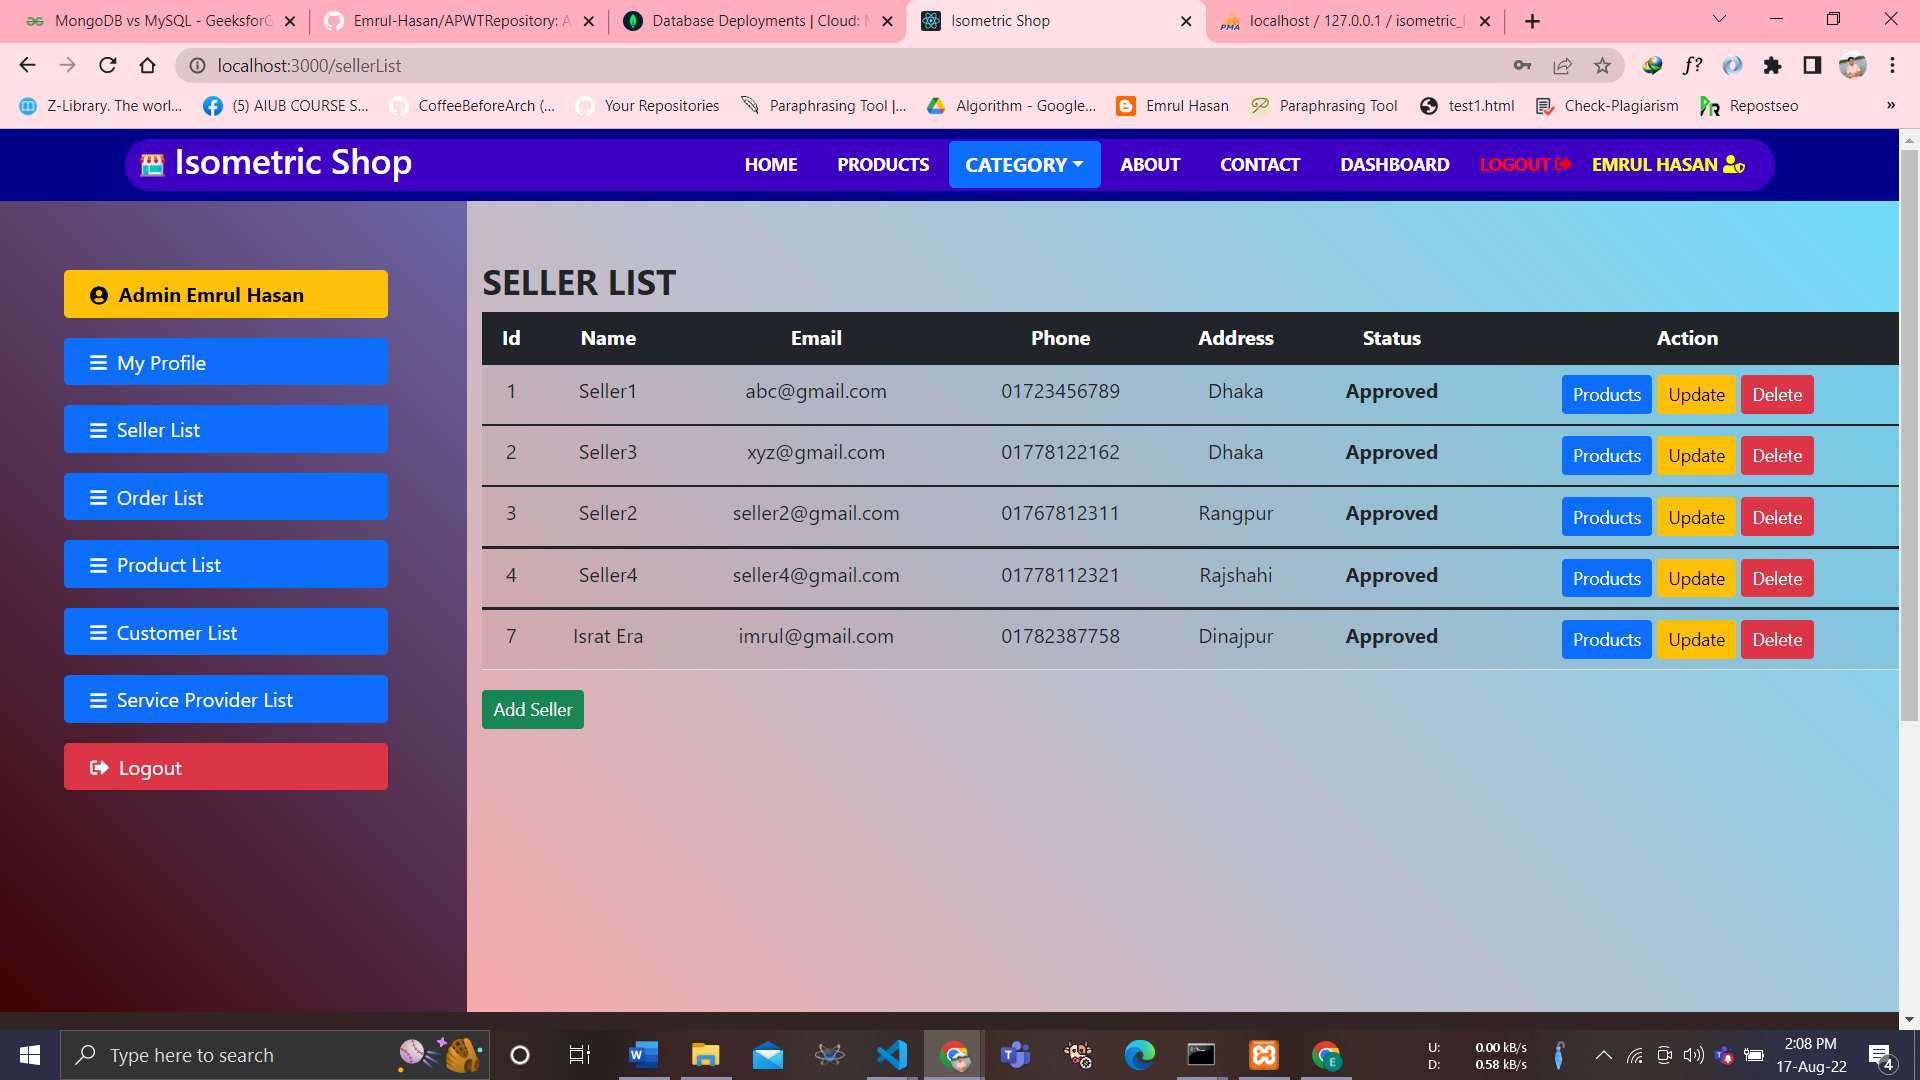 MongoDB vs MySQL - GeeksforG
Emrul-Hasan/APWTRepository: A
Database Deployments | Cloud: M
Isometric Shop
localhost / 127.0.0.1 / isometric_l
localhost:3000/sellerList
f?
Z-Library. The worl...
(5) AIUB COURSE S...
CoffeeBeforeArch (...
Your Repositories
Paraphrasing Tool |...
Algorithm - Google...
Emrul Hasan
Paraphrasing Tool
test1.html
Check-Plagiarism
Repostseo
»
Isometric Shop
HOME
PRODUCTS
CATEGORY
ABOUT
CONTACT
DASHBOARD
LOGOUT
EMRUL HASAN
Admin Emrul Hasan
My Profile
Seller List
Order List
Product List
Customer List
Service Provider List
Logout
SELLER LIST
Id Name Email Phone Address Status Action
1 Seller1 abc@gmail.com 01723456789 Dhaka Approved Products Update Delete
2 Seller3 xyz@gmail.com 01778122162 Dhaka Approved Products Update Delete
3 Seller2 seller2@gmail.com 01767812311 Rangpur Approved Products Update Delete
4 Seller4 seller4@gmail.com 01778112321 Rajshahi Approved Products Update Delete
7 Israt Era imrul@gmail.com 01782387758 Dinajpur Approved Products Update Delete
Add Seller
Type here to search
U: 0.00 kB/s
D: 0.58 kB/s
2:08 PM
17-Aug-22
4